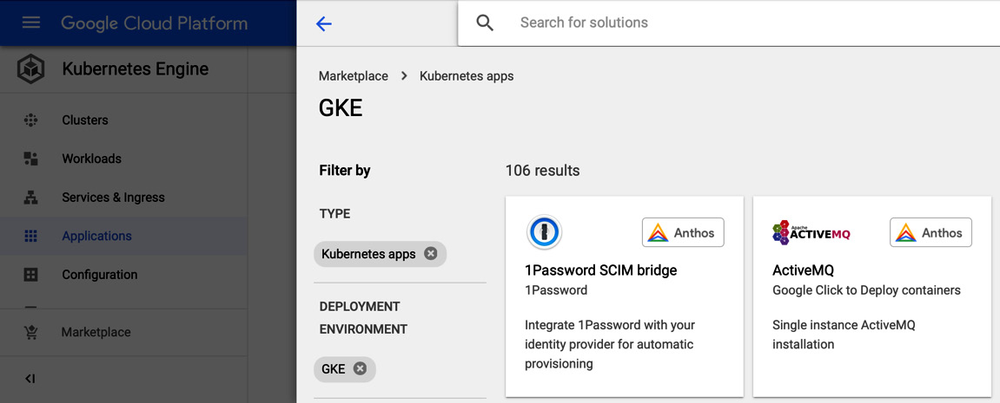 Google Cloud Platform
Search for solutions
Kubernetes Engine
Clusters
Workloads
Services & Ingress
Applications
Configuration
Marketplace
Marketplace > Kubernetes apps
GKE
Filter by
106 results
TYPE
Kubernetes apps
DEPLOYMENT
ENVIRONMENT
GKE
Anthos
1Password SCIM bridge
1Password
Integrate 1Password with your
identity provider for automatic
provisioning
Apache
ACTIVEMQ
Anthos
ActiveMQ
Google Click to Deploy containers
Single instance ActiveMQ
installation